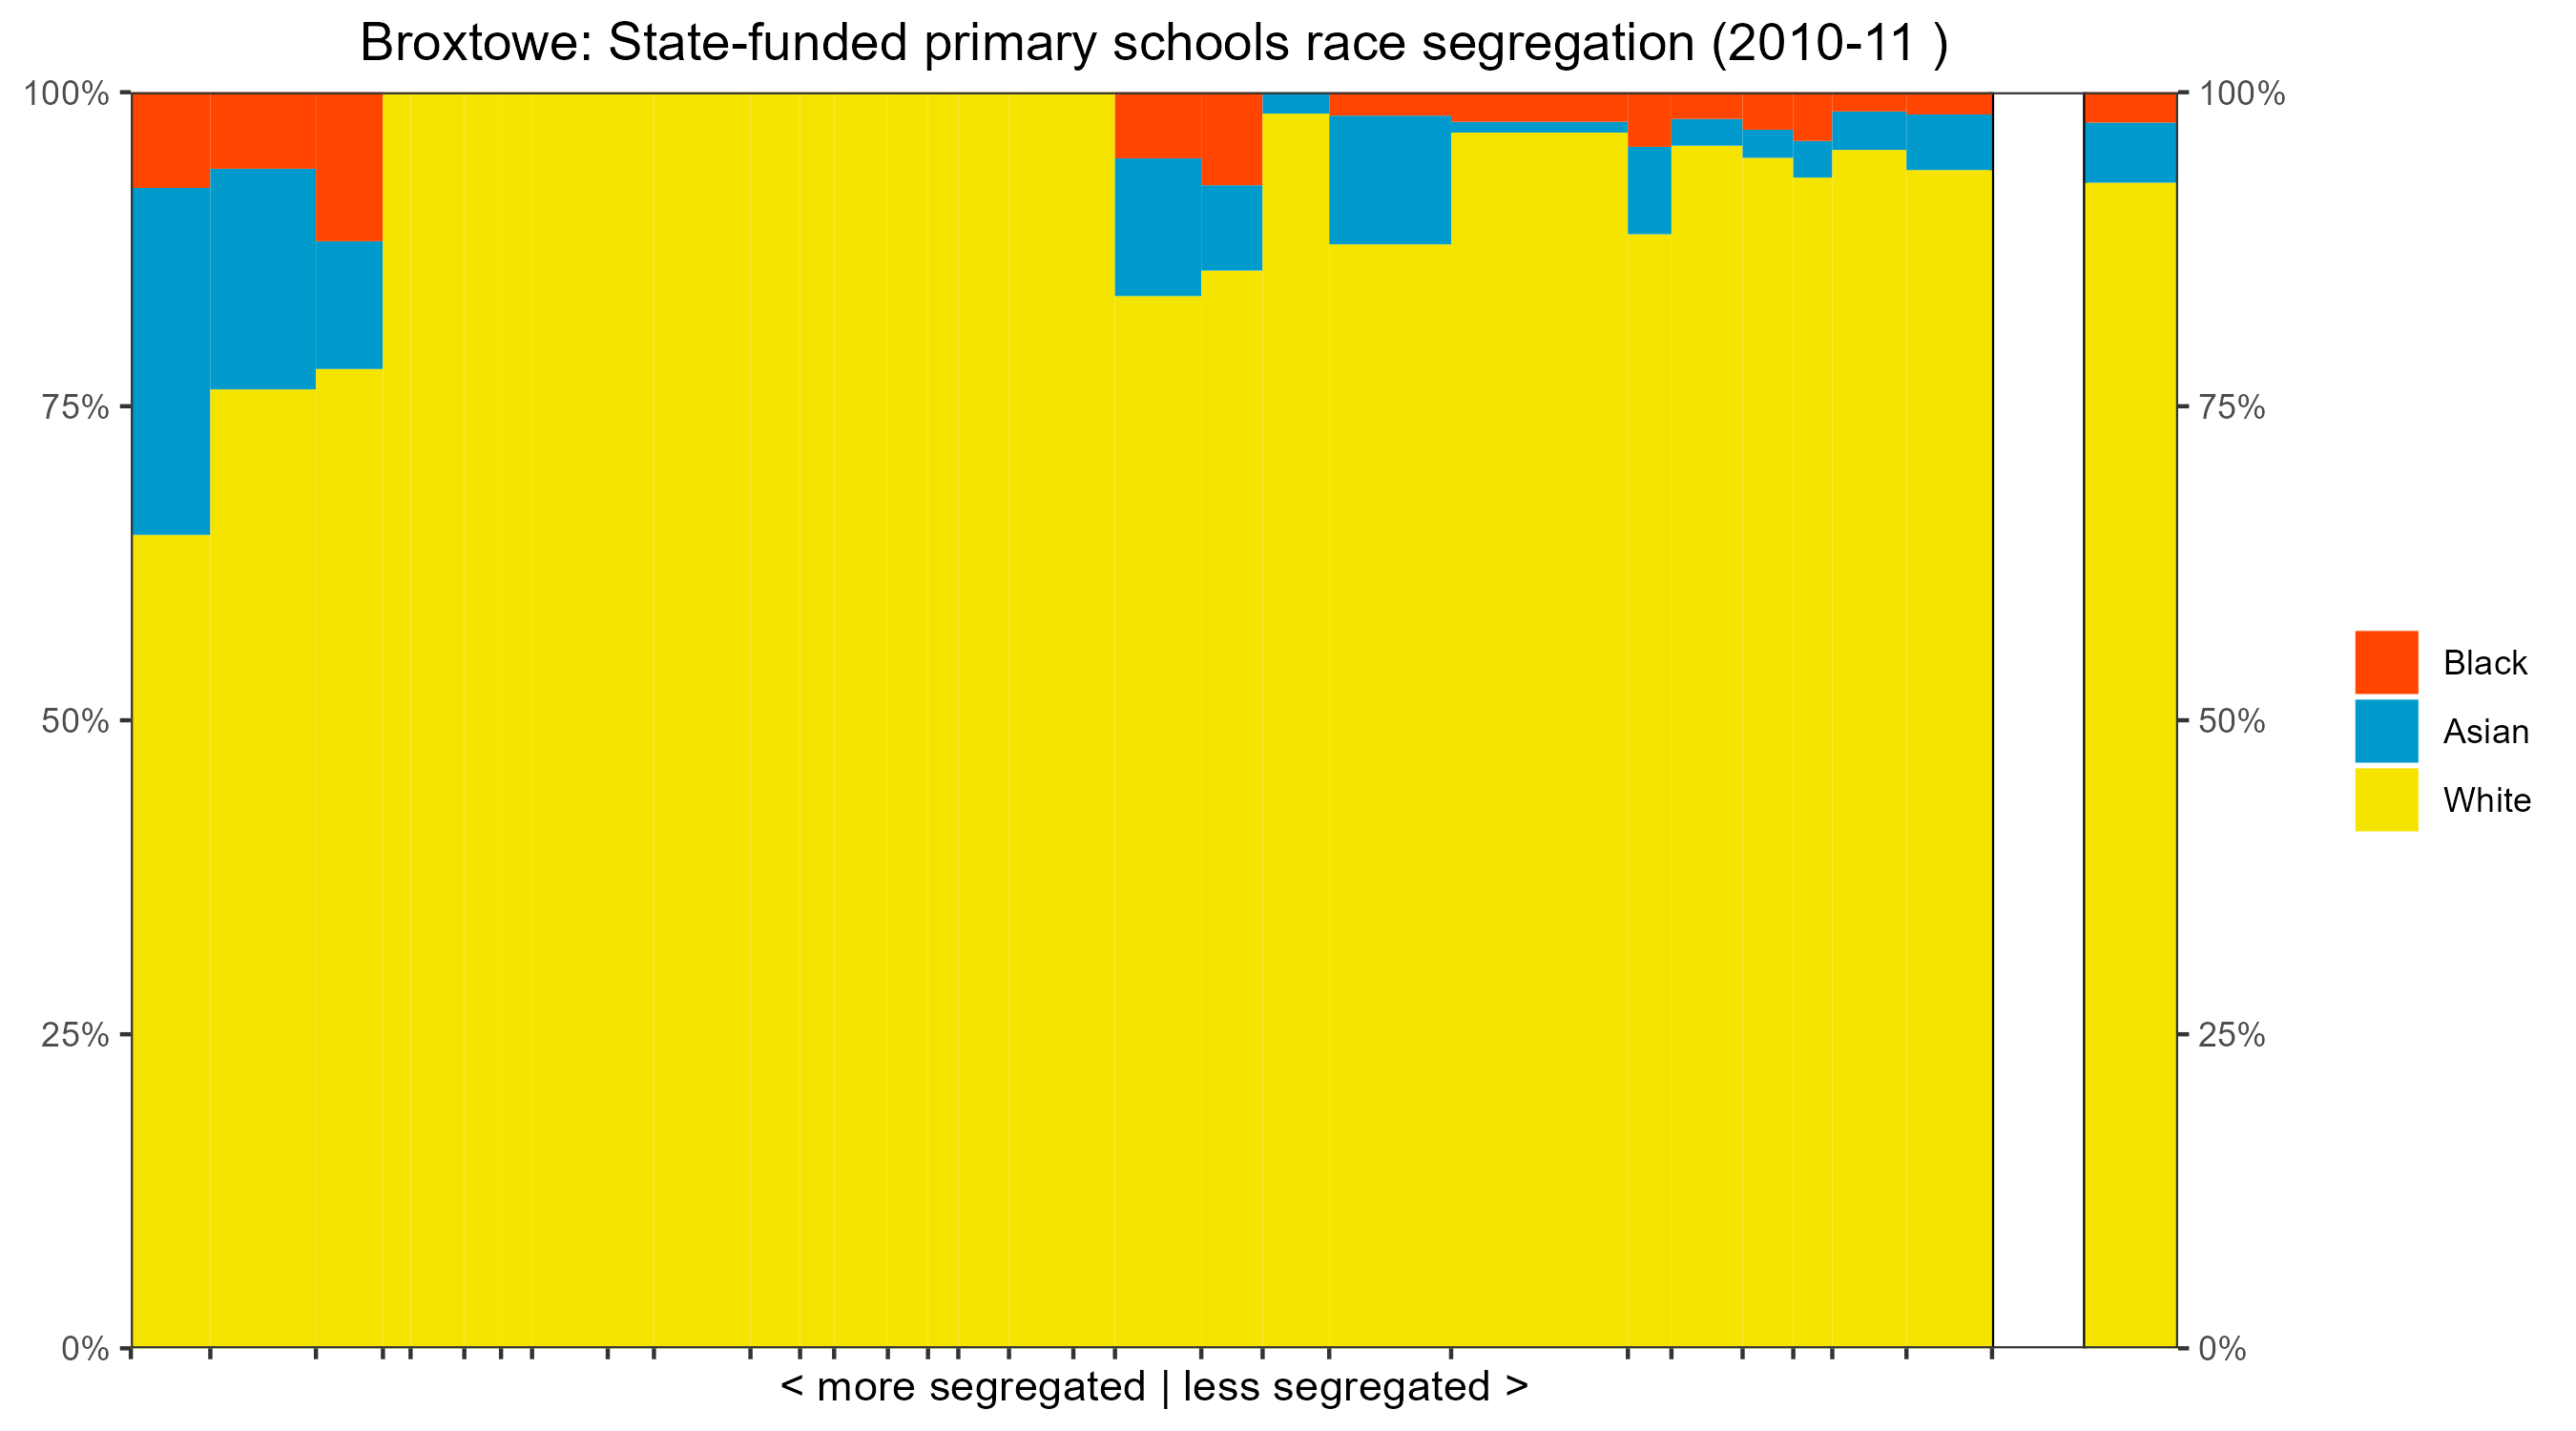 Broxtowe: State-funded primary schools race segregation (2010-11 )
100%
75%
50%
25%
0%
100%
75%
50%
25%
0%
< more segregated | less segregated >
Black
Asian
White